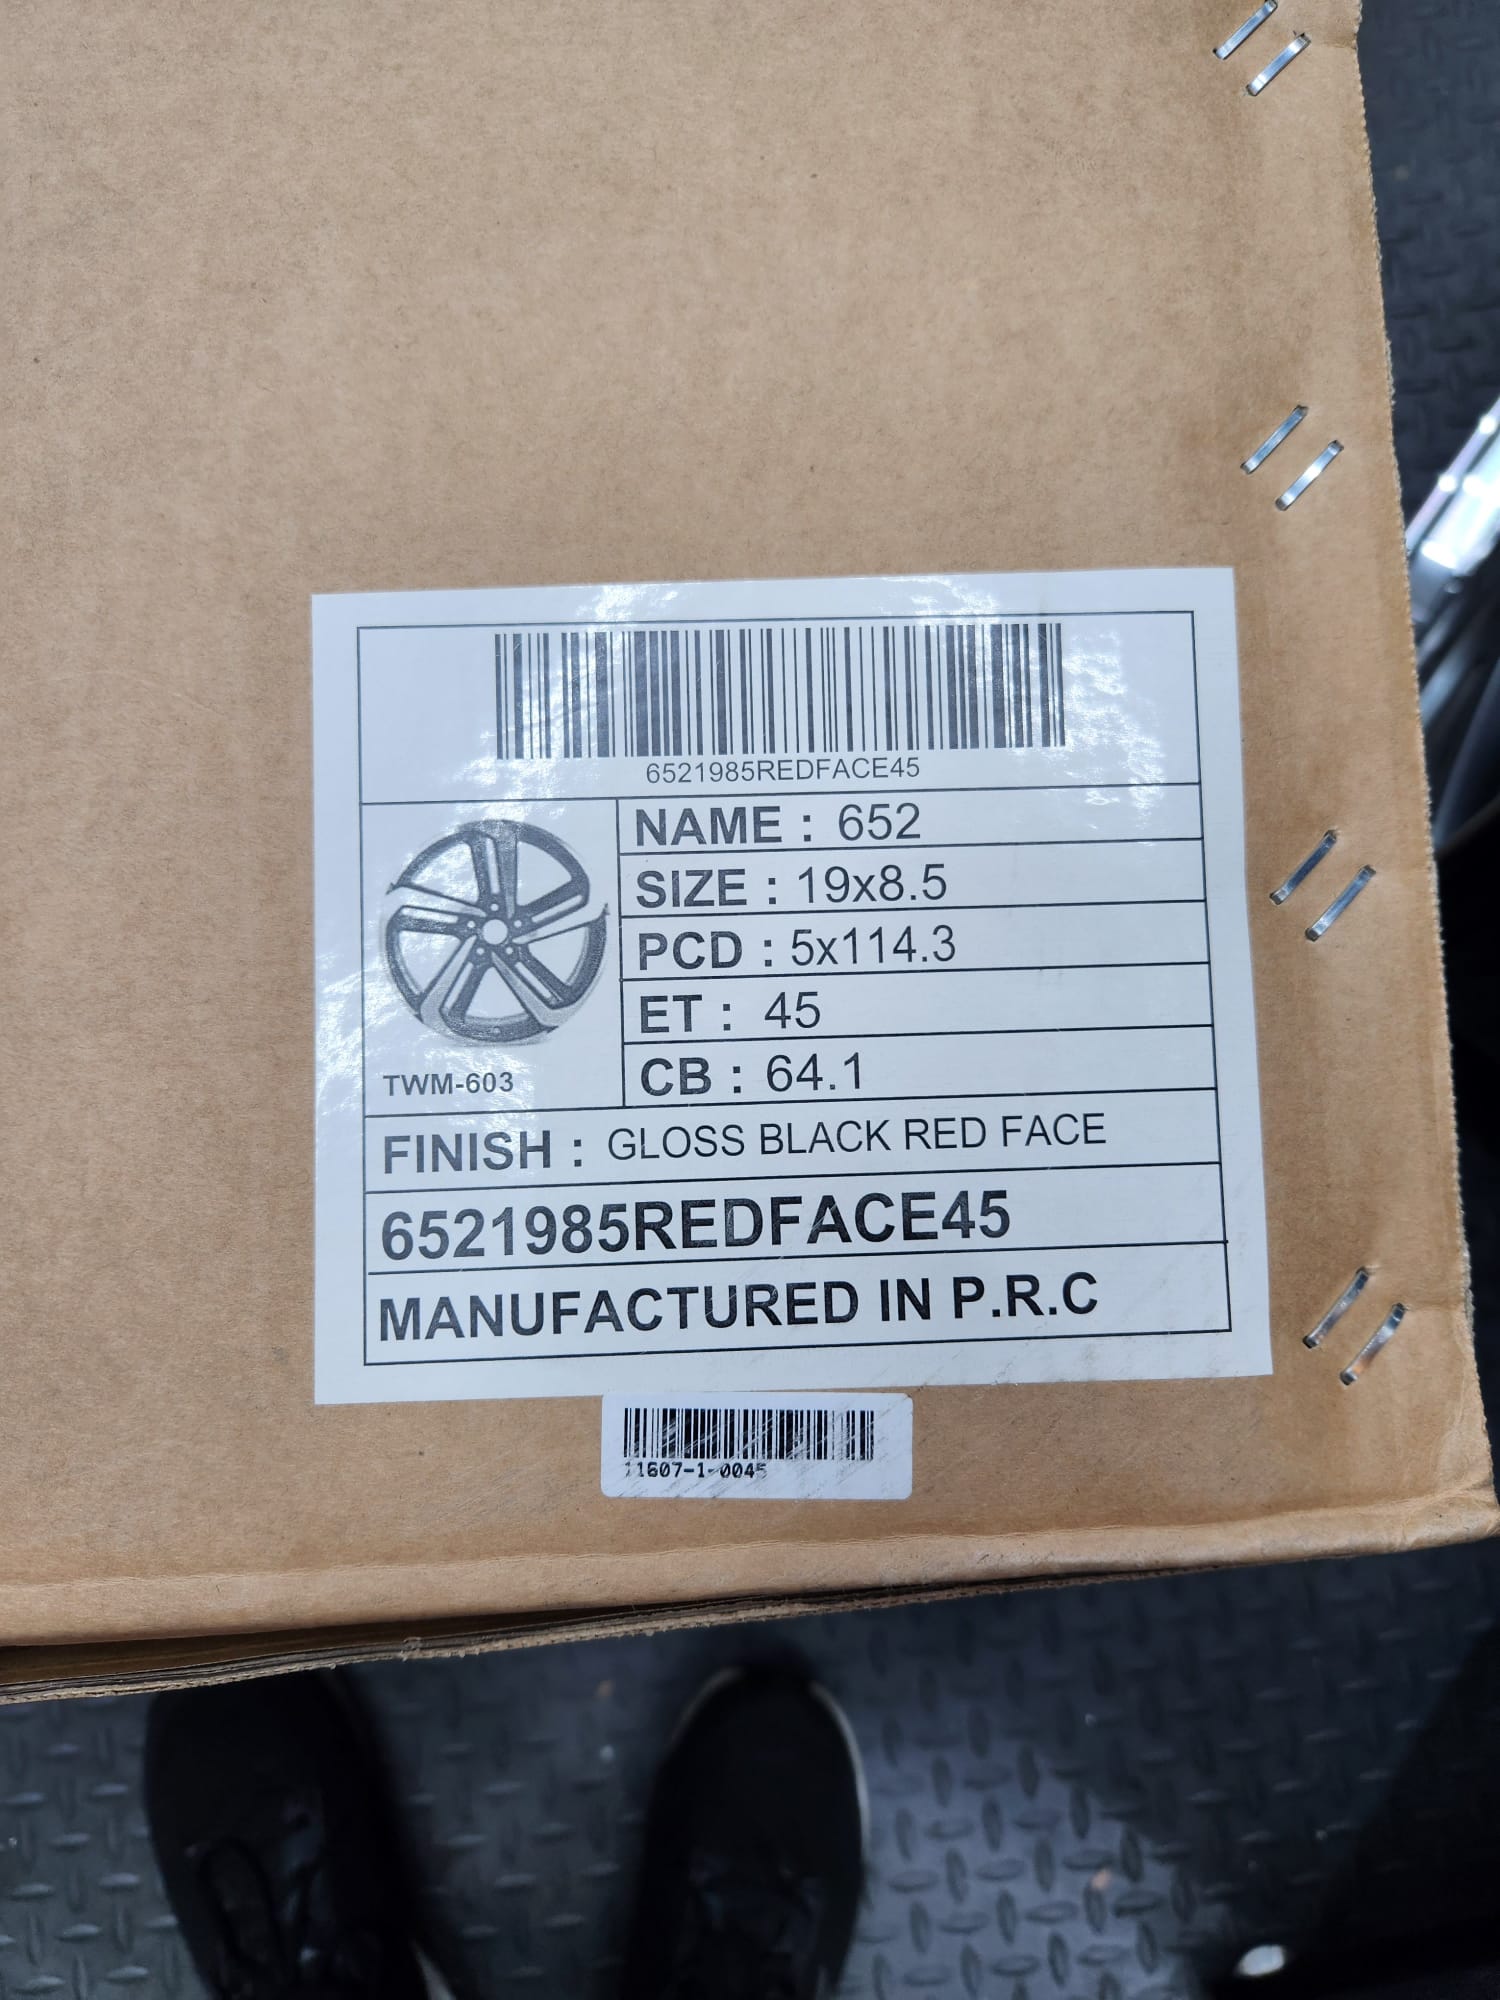 6521985REDFACE45
NAME : 652
SIZE : 19x8.5
PCD : 5x114.3
ET : 45
CB : 64.1
TWM-603
FINISH : GLOSS BLACK RED FACE
6521985REDFACE45
MANUFACTURED IN P.R.C
11607-1-0045